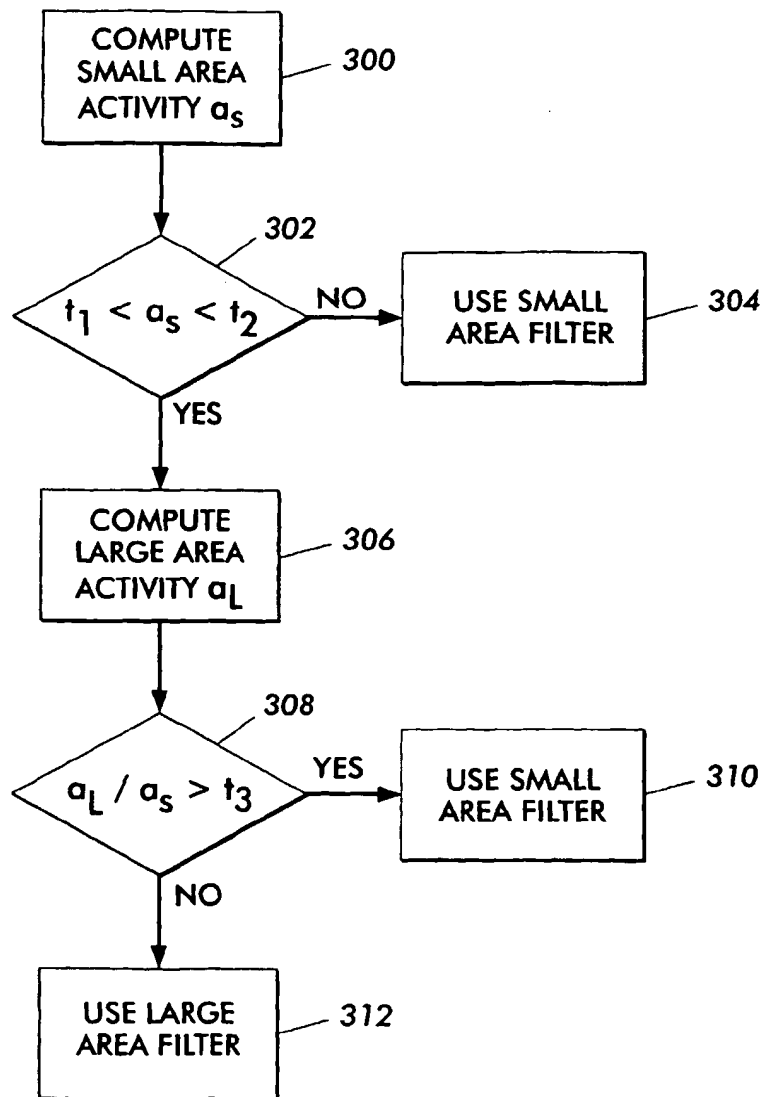 COMPUTE
SMALL AREA
ACTIVITY aS
300
302
t1 < aS < t2
NO
USE SMALL
AREA FILTER
304
YES
COMPUTE
LARGE AREA
ACTIVITY aL
306
308
aL / aS > t3
YES
USE SMALL
AREA FILTER
310
NO
USE LARGE
AREA FILTER
312